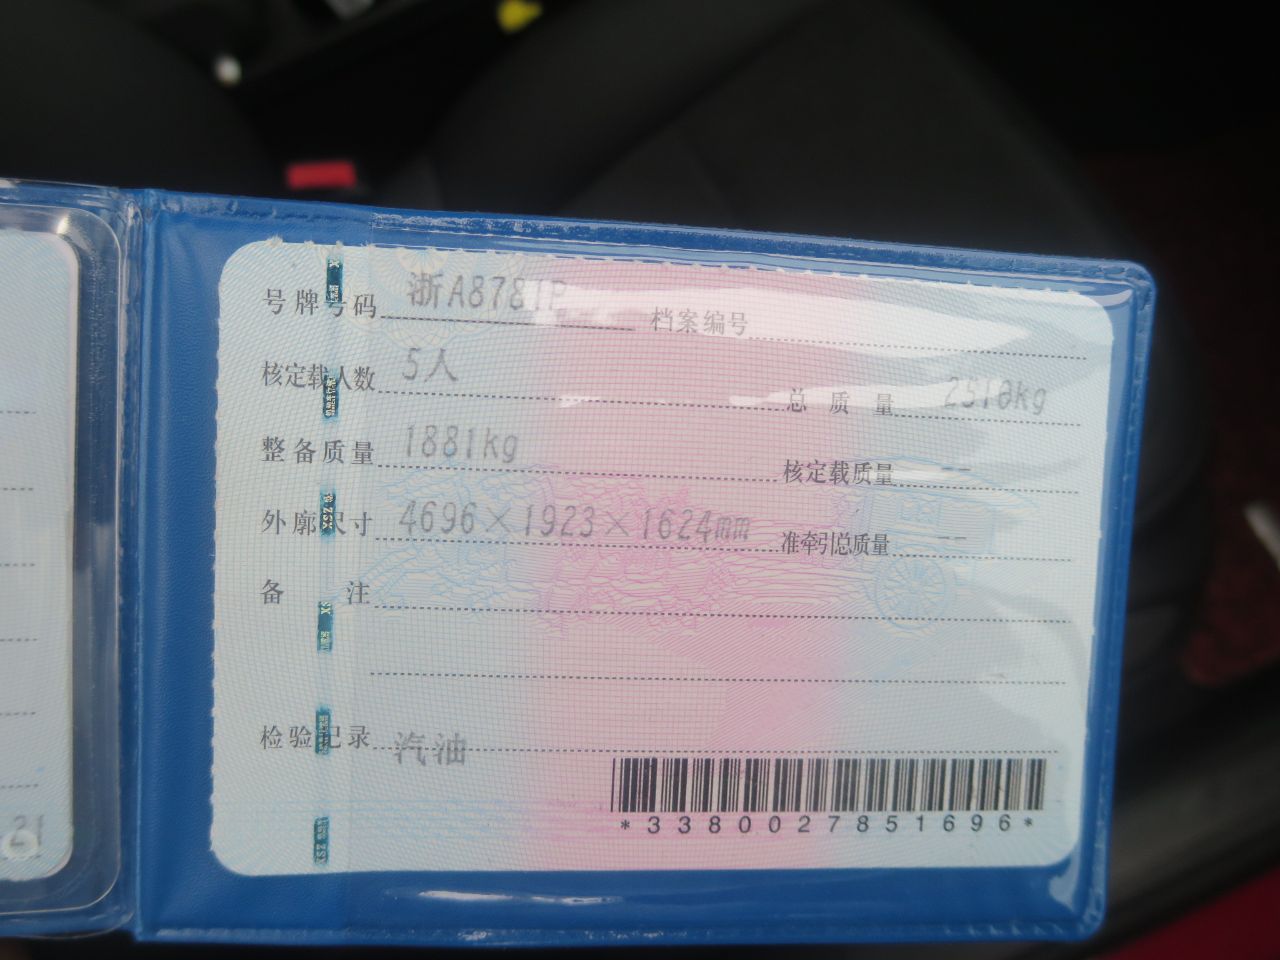 号牌号码 浙A878JP 档案编号
核定载人数 5人 总质量 2510kg
整备质量 1881kg 核定载质量 --
外廓尺寸 4696×1923×1624mm 准牵引总质量 --
备注
检验记录 汽油
*3380027851696*
21